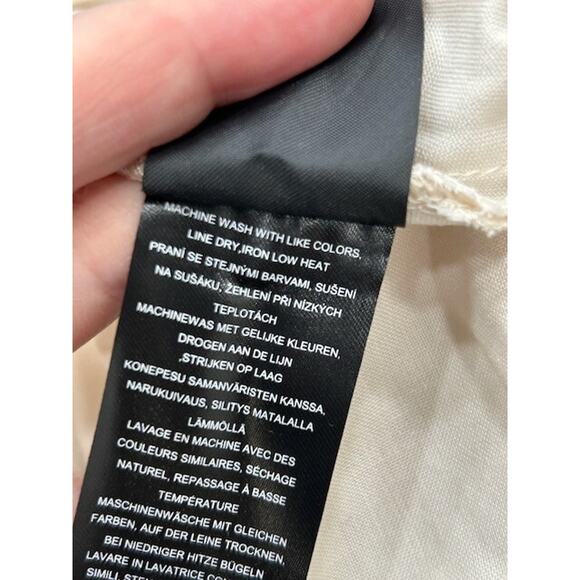 MACHINE WASH WITH LIKE COLORS,
LINE DRY,IRON LOW HEAT
PRANÍ SE STEJNÝMI BARVAMI, SUŠENÍ
NA SUŠÁKU, ŽEHLENÍ PŘI NÍZKÝCH
TEPLOTÁCH
MACHINEWAS MET GELIJKE KLEUREN,
DROGEN AAN DE LIJN
,STRIJKEN OP LAAG
KONEPESU SAMANVÄRISTEN KANSSA,
NARUKUIVAUS, SILITYS MATALALLA
LÄMMÖLLÄ
LAVAGE EN MACHINE AVEC DES
COULEURS SIMILAIRES, SÉCHAGE
NATUREL, REPASSAGE À BASSE
TEMPÉRATURE
MASCHINENWÄSCHE MIT GLEICHEN
FARBEN, AUF DER LEINE TROCKNEN,
BEI NIEDRIGER HITZE BÜGELN
LAVARE IN LAVATRICE CON
SIMILI,